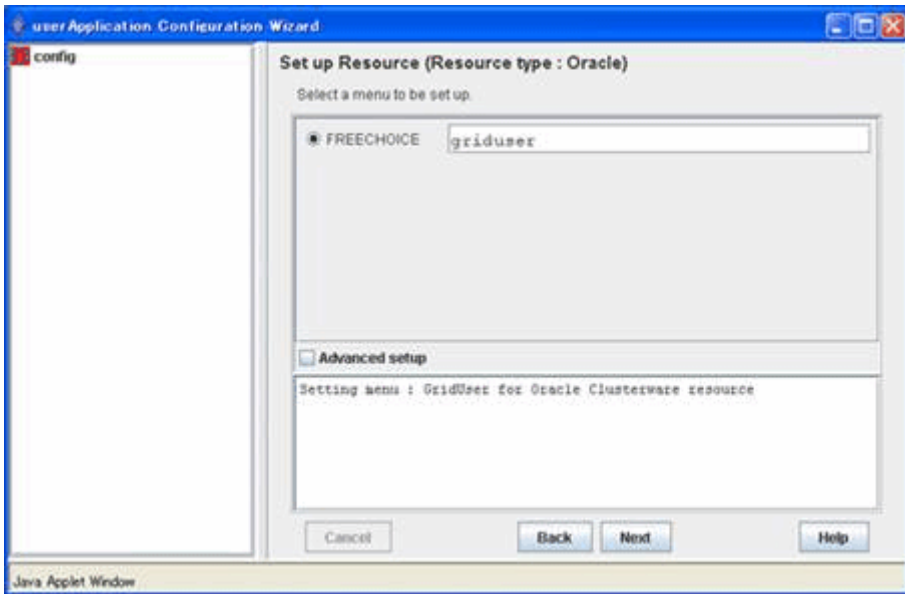 userApplication Configuration Wizard
config
Set up Resource (Resource type : Oracle)
Select a menu to be set up.
FREECHOICE griduser
Advanced setup
Setting menu : GridUser for Oracle Clusterware resource
Cancel Back Next Help
Java Applet Window